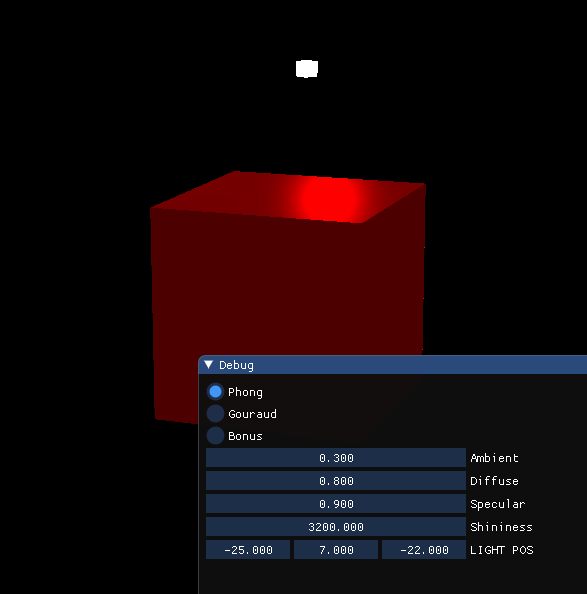 Debug
Phong
Gouraud
Bonus
0.300 Ambient
0.800 Diffuse
0.900 Specular
3200.000 Shininess
-25.000 7.000 -22.000 LIGHT POS